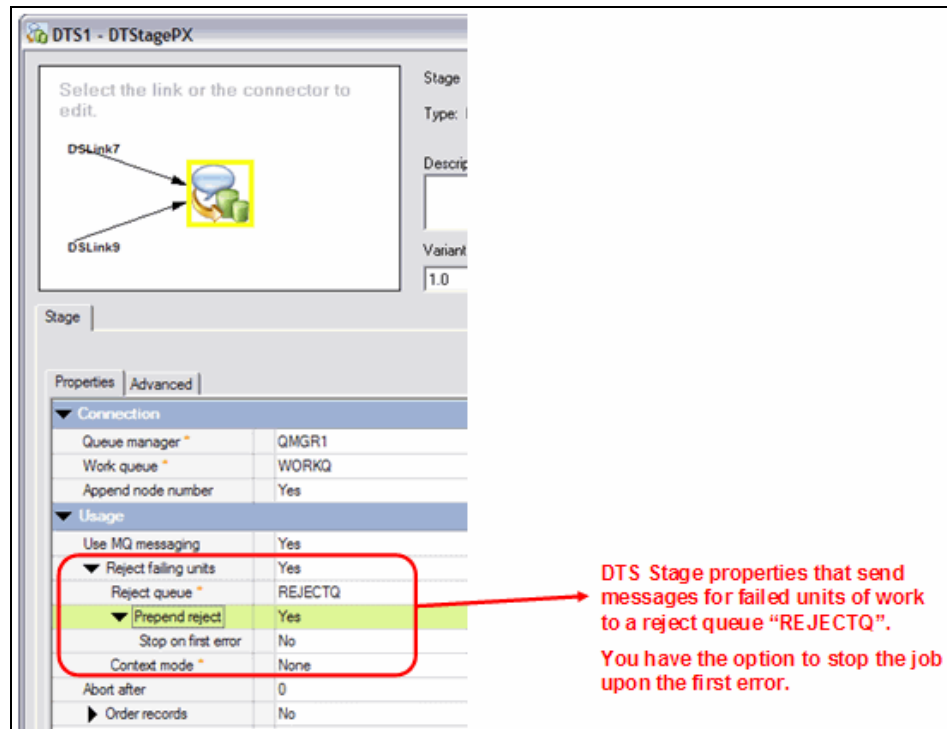 DTS1 - DTStagePX
Select the link or the connector to
edit.
DSLink7
DSLink9
Stage
Type:
Descrip
Variant
1.0
Stage
Properties Advanced
Connection
Queue manager * QMGR1
Work queue * WORKQ
Append node number Yes
Usage
Use MQ messaging Yes
Reject failing units Yes
Reject queue * REJECTQ
Prepend reject Yes
Stop on first error No
Context mode * None
Abort after 0
Order records No
DTS Stage properties that send
messages for failed units of work
to a reject queue “REJECTQ”.
You have the option to stop the job
upon the first error.